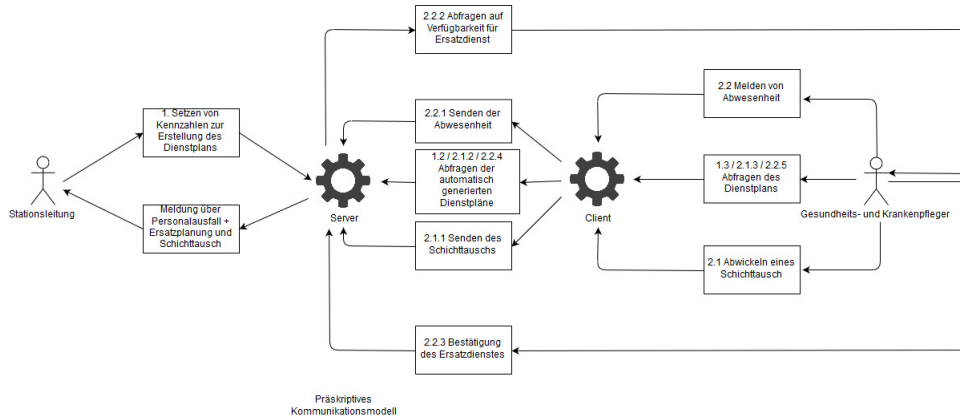 2.2.2 Abfragen auf
Verfügbarkeit für
Ersatzdienst
2.2 Melden von
Abwesenheit
1. Setzen von
Kennzahlen zur
Erstellung des
Dienstplans
2.2.1 Senden der
Abwesenheit
1.2 / 2.1.2 / 2.2.4
Abfragen der
automatisch
generierten
Dienstpläne
1.3 / 2.1.3 / 2.2.5
Abfragen des
Dienstplans
Stationsleitung
Server
Client
Gesundheits- und Krankenpfleger
Meldung über
Personalausfall +
Ersatzplanung und
Schichttausch
2.1.1 Senden des
Schichttauschs
2.1 Abwickeln eines
Schichttausch
2.2.3 Bestätigung
des Ersatzdienstes
Präskriptives
Kommunikationsmodell